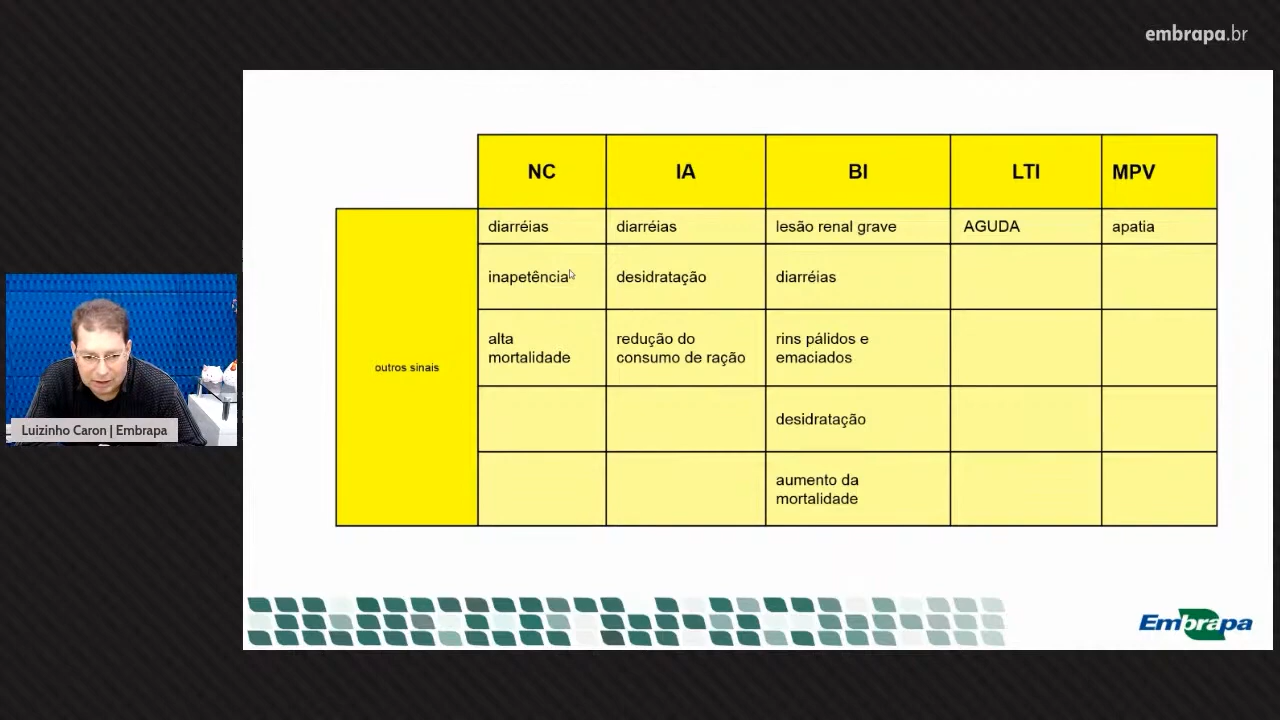 embrapa.br
NC IA BI LTI MPV
outros sinais
diarréias diarréias lesão renal grave AGUDA apatia
inapetência desidratação diarréias
alta mortalidade redução do consumo de ração rins pálidos e emaciados
desidratação
aumento da mortalidade
Luizinho Caron | Embrapa
Embrapa